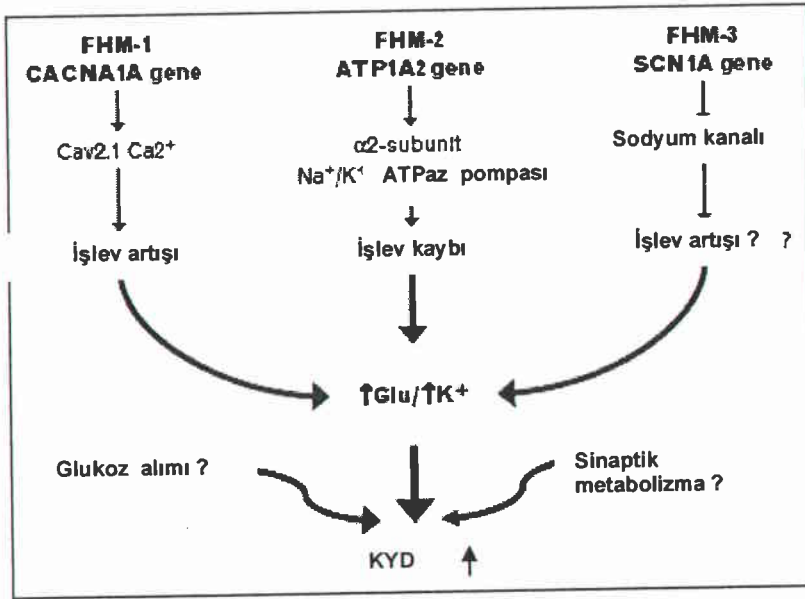 FHM-1
CACNA1A gene
FHM-2
ATP1A2 gene
FHM-3
SCN1A gene
Cav2.1 Ca2⁺
α2-subunit
Na⁺/K⁺ ATPaz pompası
Sodyum kanalı
İşlev artışı
İşlev kaybı
İşlev artışı ? ?
↑Glu/↑K⁺
Glukoz alımı ?
Sinaptik
metabolizma ?
KYD ↑